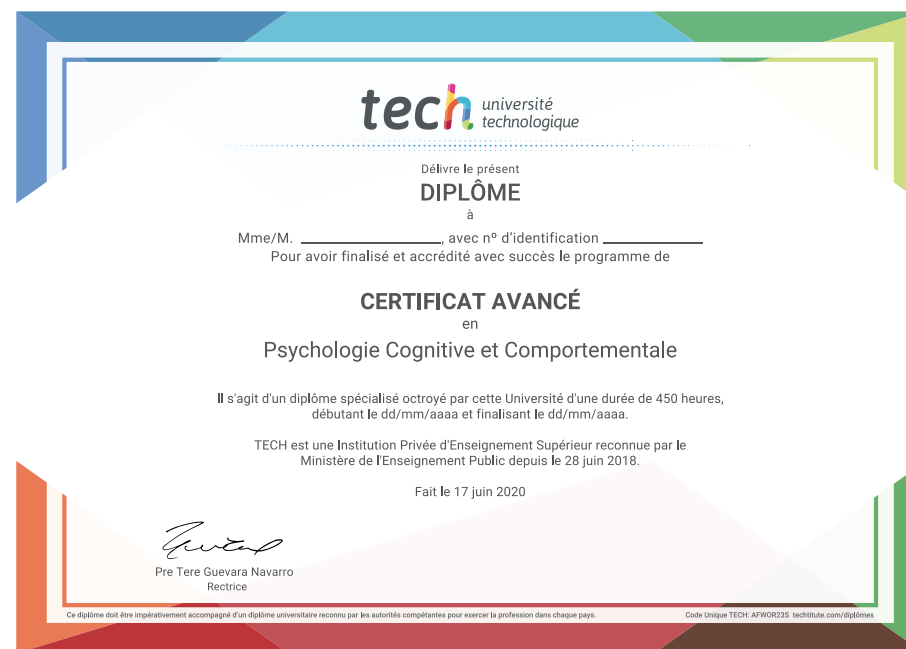 tech université
technologique
Délivre le présent
DIPLÔME
à
Mme/M. ____________________, avec nº d'identification ______________
Pour avoir finalisé et accrédité avec succès le programme de
CERTIFICAT AVANCÉ
en
Psychologie Cognitive et Comportementale
Il s'agit d'un diplôme spécialisé octroyé par cette Université d'une durée de 450 heures,
débutant le dd/mm/aaaa et finalisant le dd/mm/aaaa.
TECH est une Institution Privée d'Enseignement Supérieur reconnue par le
Ministère de l'Enseignement Public depuis le 28 juin 2018.
Fait le 17 juin 2020
Pre Tere Guevara Navarro
Rectrice
Ce diplôme doit être impérativement accompagné d'un diplôme universitaire reconnu par les autorités compétantes pour exercer la profession dans chaque pays.
Code Unique TECH: AFWOR23S techtitute.com/diplômes